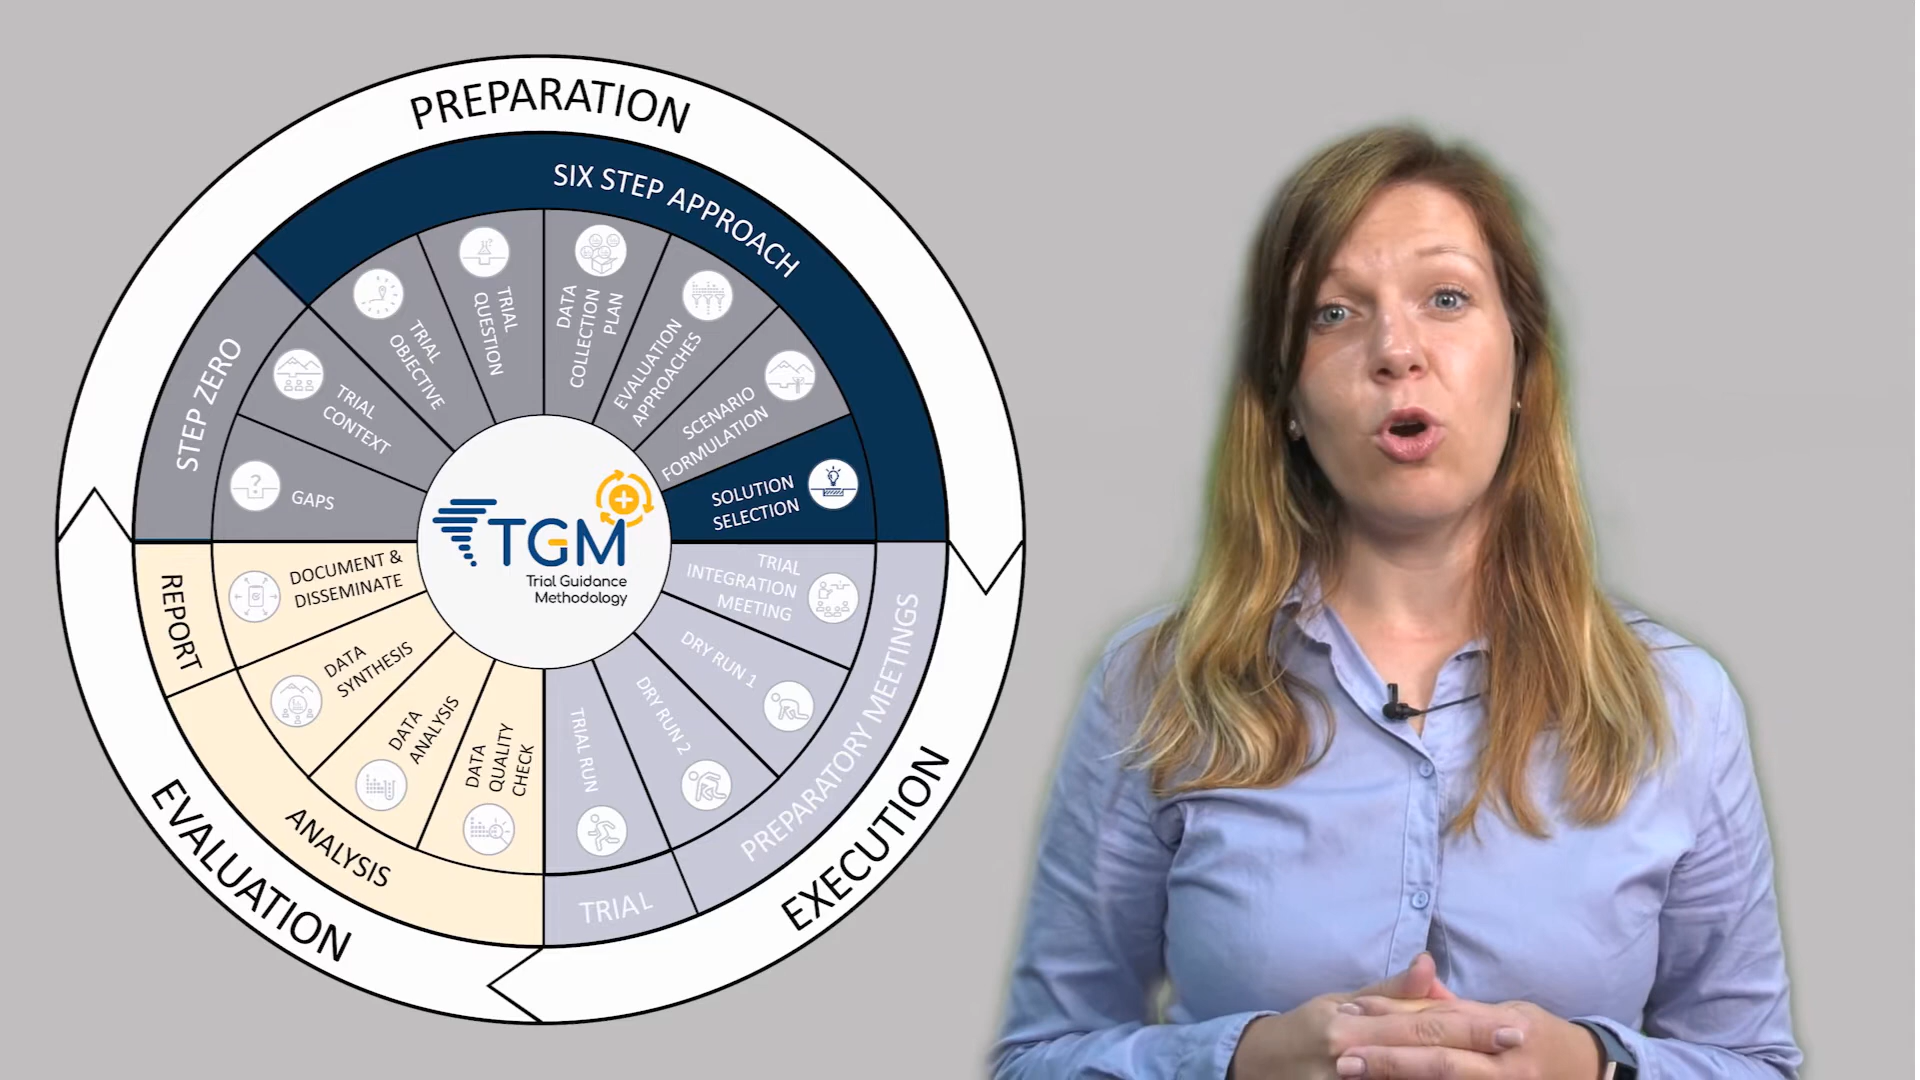 PREPARATION
SIX STEP APPROACH
STEP ZERO
GAPS
TRIAL
CONTEXT
TRIAL
OBJECTIVE
TRIAL
QUESTION
DATA
COLLECTION
PLAN
EVALUATION
APPROACHES
SCENARIO
FORMULATION
SOLUTION
SELECTION
TGM
Trial Guidance
Methodology
EXECUTION
PREPARATORY MEETINGS
TRIAL
INTEGRATION
MEETING
DRY RUN 1
DRY RUN 2
TRIAL
TRIAL RUN
EVALUATION
ANALYSIS
DATA
QUALITY
CHECK
DATA
ANALYSIS
DATA
SYNTHESIS
REPORT
DOCUMENT &
DISSEMINATE